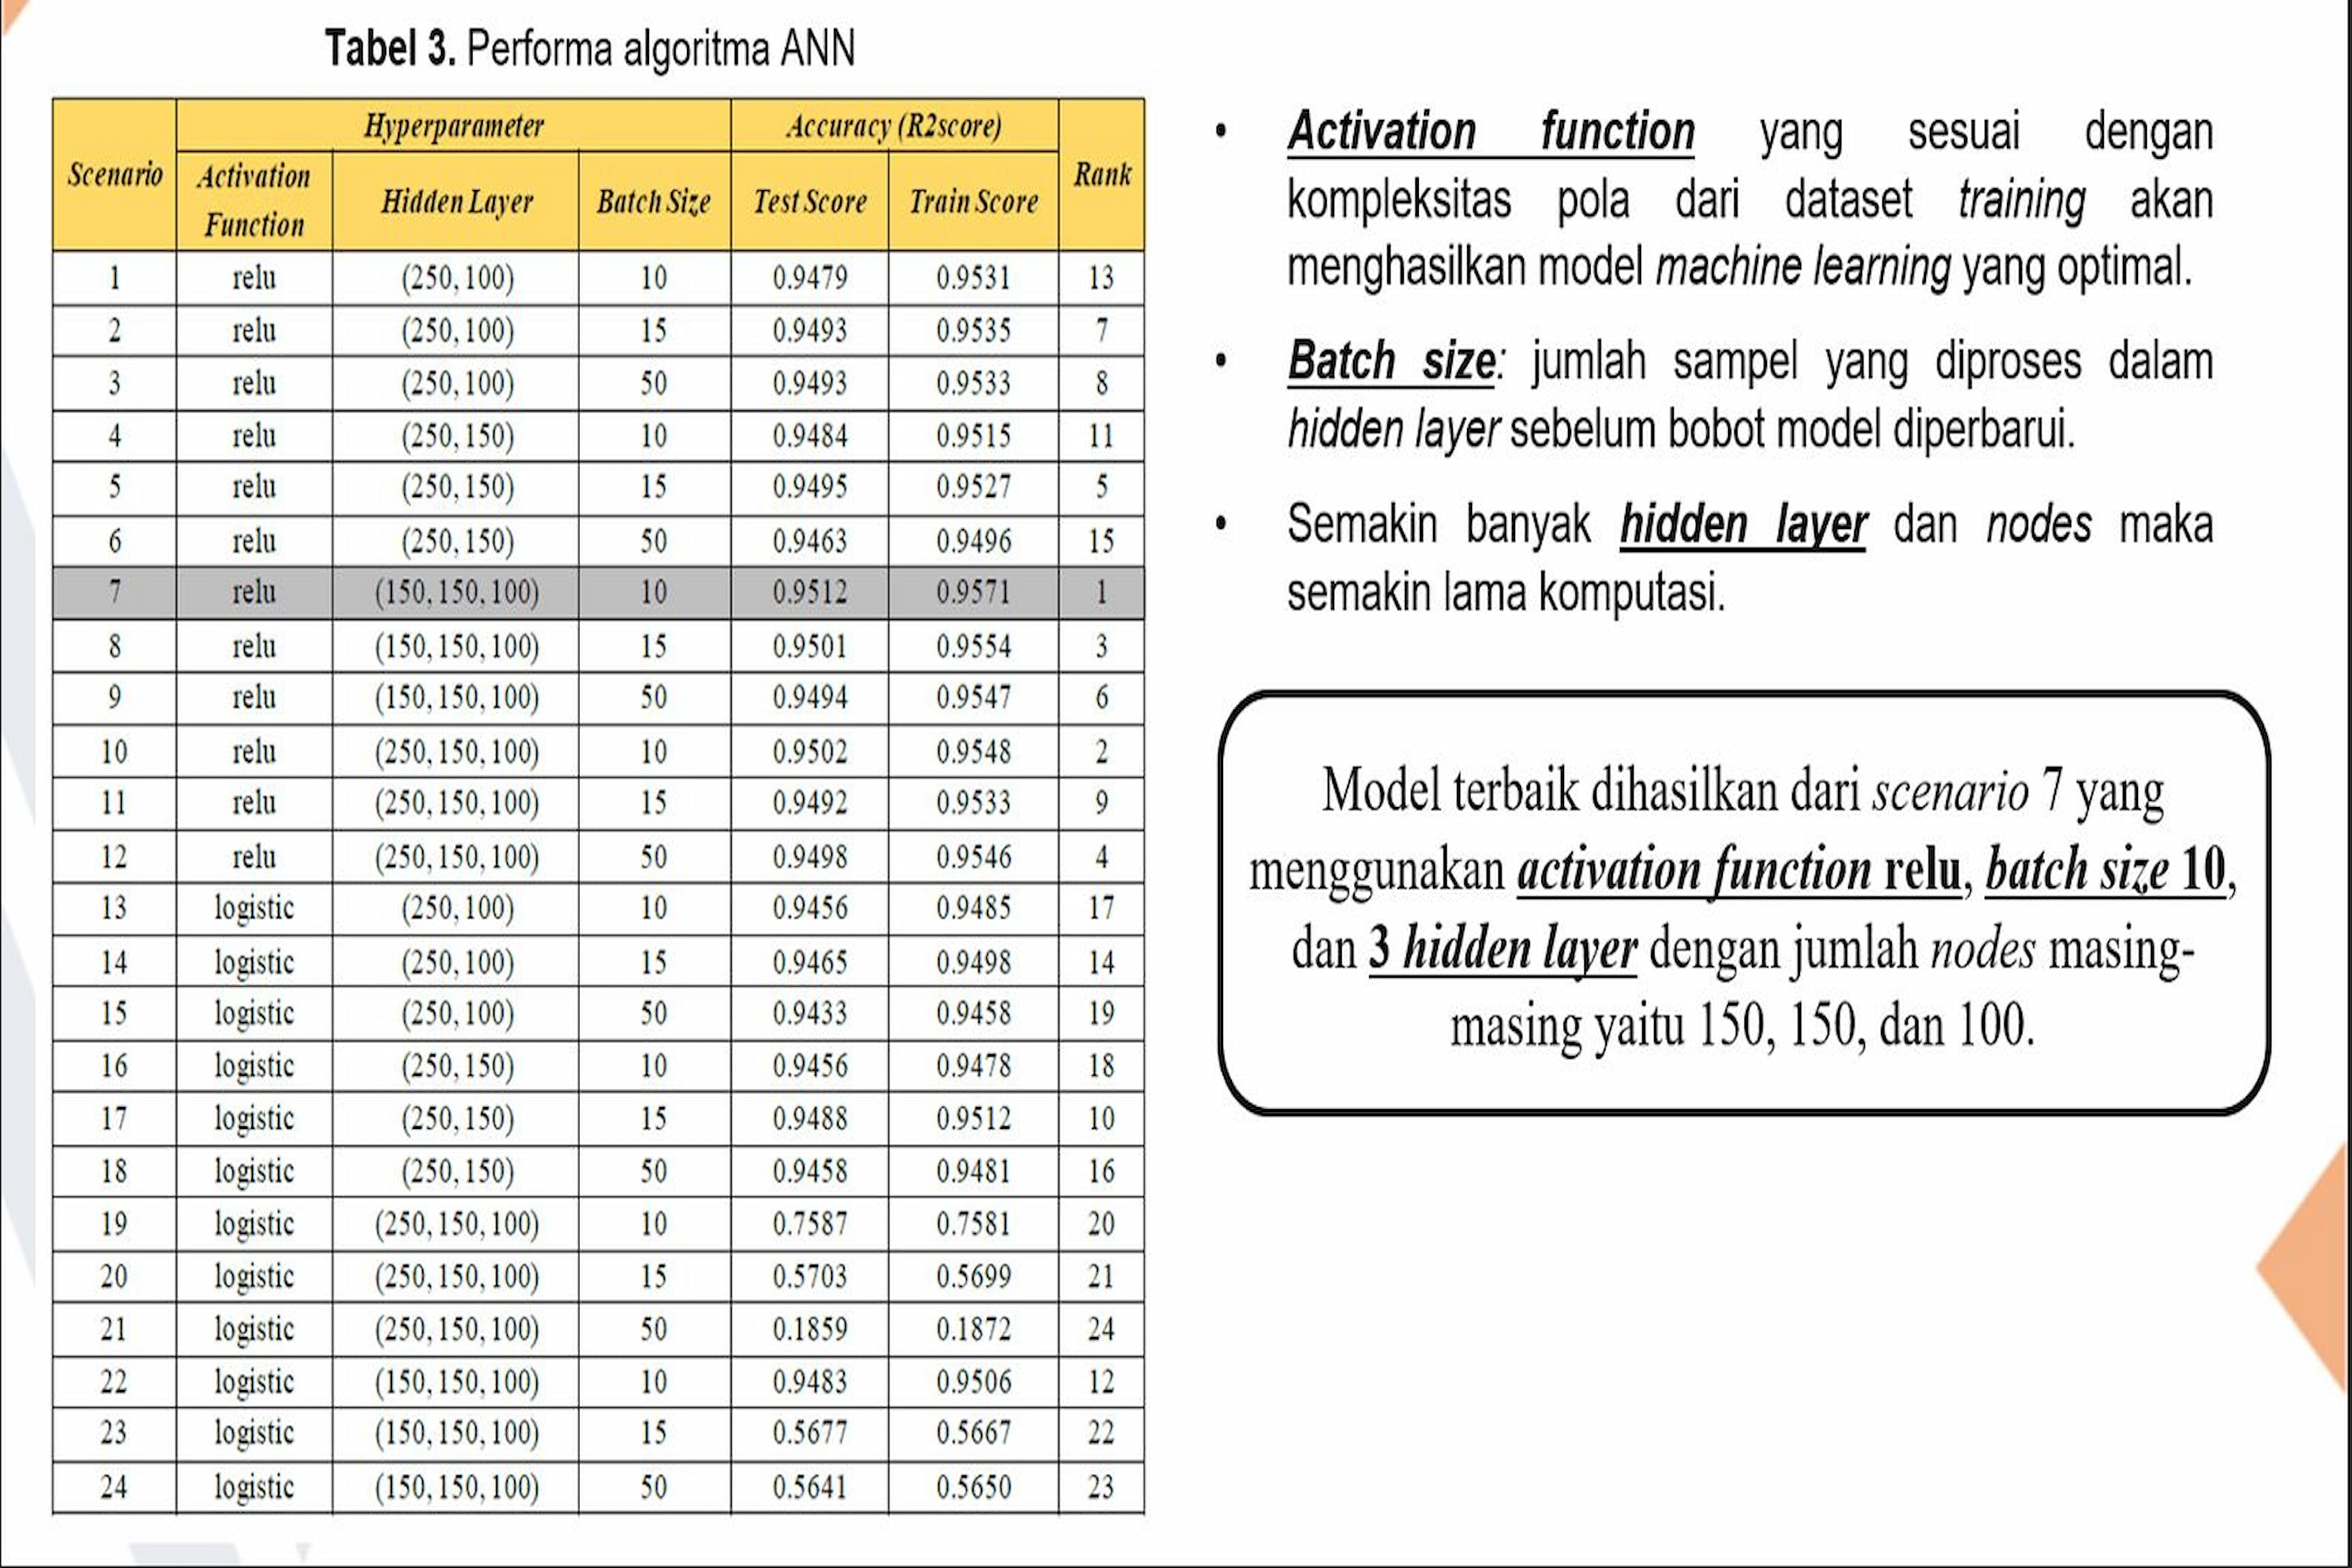 Tabel 3. Performa algoritma ANN
Scenario Hyperparameter Accuracy (R2score) Rank
Activation Function Hidden Layer Batch Size Test Score Train Score
1 relu (250, 100) 10 0.9479 0.9531 13
2 relu (250, 100) 15 0.9493 0.9535 7
3 relu (250, 100) 50 0.9493 0.9533 8
4 relu (250, 150) 10 0.9484 0.9515 11
5 relu (250, 150) 15 0.9495 0.9527 5
6 relu (250, 150) 50 0.9463 0.9496 15
7 relu (150, 150, 100) 10 0.9512 0.9571 1
8 relu (150, 150, 100) 15 0.9501 0.9554 3
9 relu (150, 150, 100) 50 0.9494 0.9547 6
10 relu (250, 150, 100) 10 0.9502 0.9548 2
11 relu (250, 150, 100) 15 0.9492 0.9533 9
12 relu (250, 150, 100) 50 0.9498 0.9546 4
13 logistic (250, 100) 10 0.9456 0.9485 17
14 logistic (250, 100) 15 0.9465 0.9498 14
15 logistic (250, 100) 50 0.9433 0.9458 19
16 logistic (250, 150) 10 0.9456 0.9478 18
17 logistic (250, 150) 15 0.9488 0.9512 10
18 logistic (250, 150) 50 0.9458 0.9481 16
19 logistic (250, 150, 100) 10 0.7587 0.7581 20
20 logistic (250, 150, 100) 15 0.5703 0.5699 21
21 logistic (250, 150, 100) 50 0.1859 0.1872 24
22 logistic (150, 150, 100) 10 0.9483 0.9506 12
23 logistic (150, 150, 100) 15 0.5677 0.5667 22
24 logistic (150, 150, 100) 50 0.5641 0.5650 23
• Activation function yang sesuai dengan
kompleksitas pola dari dataset training akan
menghasilkan model machine learning yang optimal.
• Batch size: jumlah sampel yang diproses dalam
hidden layer sebelum bobot model diperbarui.
• Semakin banyak hidden layer dan nodes maka
semakin lama komputasi.
Model terbaik dihasilkan dari scenario 7 yang
menggunakan activation function relu, batch size 10,
dan 3 hidden layer dengan jumlah nodes masing-
masing yaitu 150, 150, dan 100.